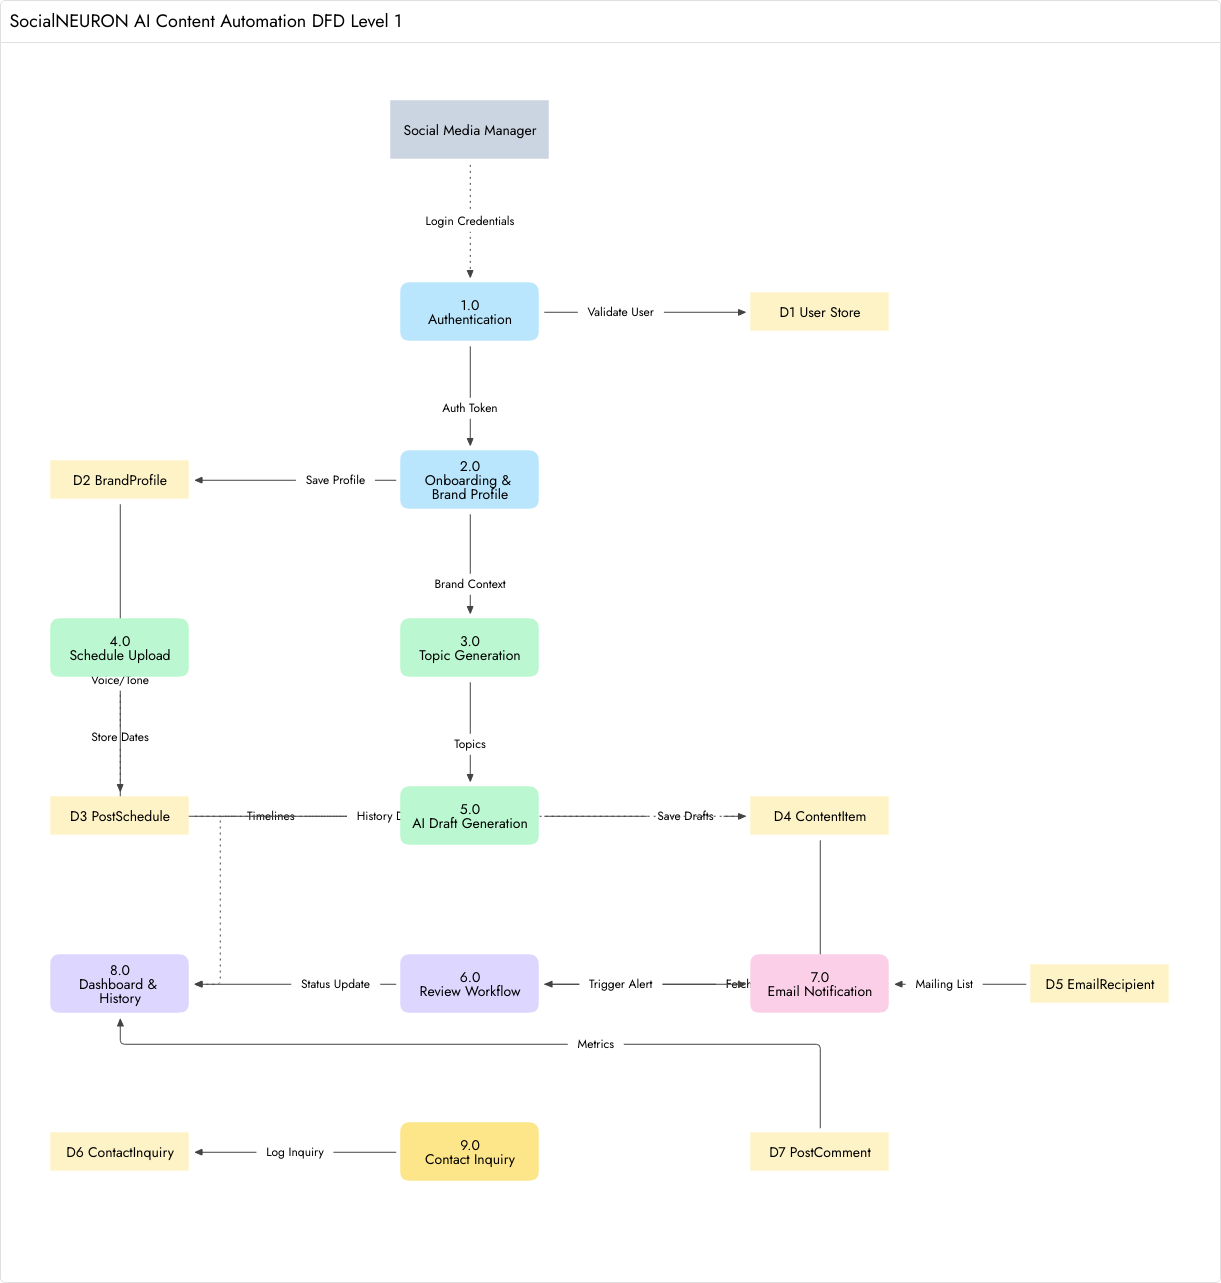 SocialNEURON AI Content Automation DFD Level 1
Social Media Manager
Login Credentials
1.0
Authentication
Validate User
D1 User Store
Auth Token
2.0
Onboarding &
Brand Profile
Save Profile
D2 BrandProfile
Brand Context
4.0
Schedule Upload
3.0
Topic Generation
Voice/Tone
Store Dates
Topics
D3 PostSchedule
Timelines
History D
5.0
AI Draft Generation
Save Drafts
D4 ContentItem
8.0
Dashboard &
History
Status Update
6.0
Review Workflow
Trigger Alert
Fetch
7.0
Email Notification
Mailing List
D5 EmailRecipient
Metrics
D6 ContactInquiry
Log Inquiry
9.0
Contact Inquiry
D7 PostComment